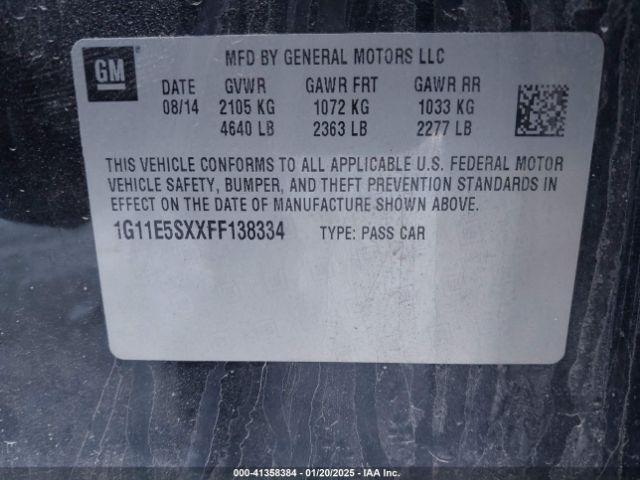 GM
MFD BY GENERAL MOTORS LLC
DATE GVWR GAWR FRT GAWR RR
08/14 2105 KG 1072 KG 1033 KG
4640 LB 2363 LB 2277 LB
THIS VEHICLE CONFORMS TO ALL APPLICABLE U.S. FEDERAL MOTOR
VEHICLE SAFETY, BUMPER, AND THEFT PREVENTION STANDARDS IN
EFFECT ON THE DATE OF MANUFACTURE SHOWN ABOVE.
1G11E5SXXFF138334 TYPE: PASS CAR
000-41358384 - 01/20/2025 - IAA Inc.